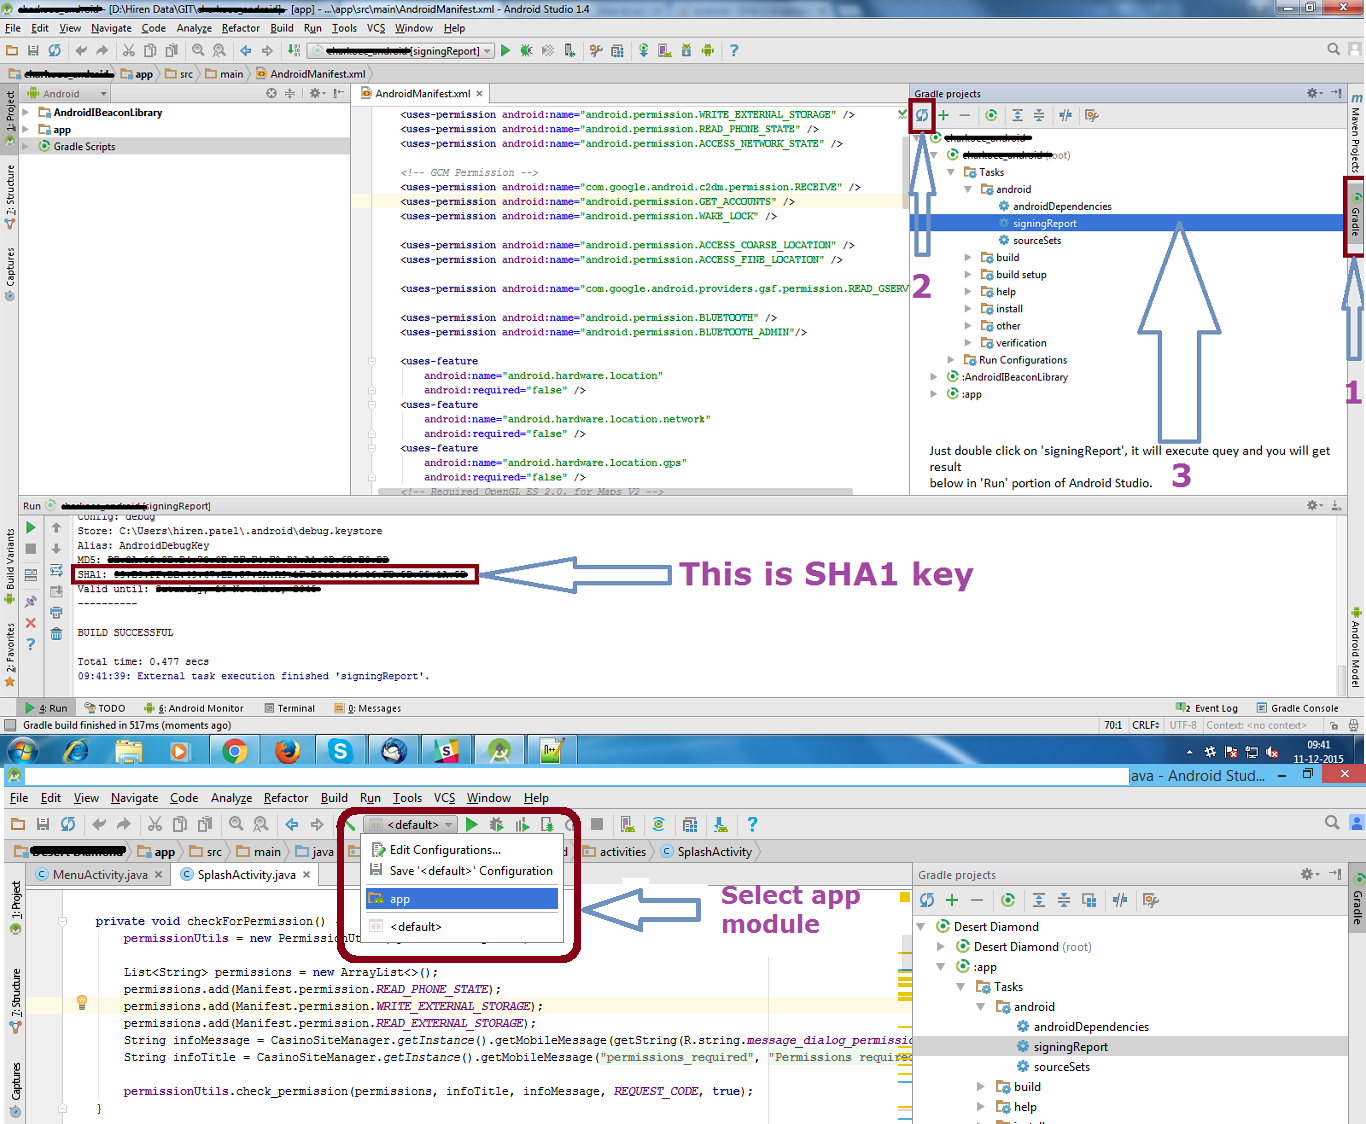 [D:\Hiren Data\GIT\ - [app] - ...\app\src\main\AndroidManifest.xml - Android Studio 1.4
File Edit View Navigate Code Analyze Refactor Build Run Tools VCS Window Help
[signingReport]
app src main AndroidManifest.xml
1: Project
7: Structure
Captures
Build Variants
2: Favorites
Android
AndroidIBeaconLibrary
app
Gradle Scripts
AndroidManifest.xml
<uses-permission android:name="android.permission.WRITE_EXTERNAL_STORAGE" />
<uses-permission android:name="android.permission.READ_PHONE_STATE" />
<uses-permission android:name="android.permission.ACCESS_NETWORK_STATE" />
<!-- GCM Permission -->
<uses-permission android:name="com.google.android.c2dm.permission.RECEIVE" />
<uses-permission android:name="android.permission.GET_ACCOUNTS" />
<uses-permission android:name="android.permission.WAKE_LOCK" />
<uses-permission android:name="android.permission.ACCESS_COARSE_LOCATION" />
<uses-permission android:name="android.permission.ACCESS_FINE_LOCATION" />
<uses-permission android:name="com.google.android.providers.gsf.permission.READ_GSERV
<uses-permission android:name="android.permission.BLUETOOTH" />
<uses-permission android:name="android.permission.BLUETOOTH_ADMIN"/>
<uses-feature
android:name="android.hardware.location"
android:required="false" />
<uses-feature
android:name="android.hardware.location.network"
android:required="false" />
<uses-feature
android:name="android.hardware.location.gps"
android:required="false" />
<!-- Required OpenGL ES 2.0. for Maps V2 -->
Gradle projects
(root)
Tasks
android
androidDependencies
signingReport
sourceSets
build
build setup
help
install
other
verification
Run Configurations
:AndroidIBeaconLibrary
:app
2
1
3
Just double click on 'signingReport', it will execute quey and you will get
result
below in 'Run' portion of Android Studio.
Maven Projects
Gradle
Android Model
Run [signingReport]
Config: debug
Store: C:\Users\hiren.patel\.android\debug.keystore
Alias: AndroidDebugKey
MD5:
SHA1:
This is SHA1 key
Valid until:
----------
BUILD SUCCESSFUL
Total time: 0.477 secs
09:41:39: External task execution finished 'signingReport'.
4: Run TODO 6: Android Monitor Terminal 0: Messages 2 Event Log Gradle Console
Gradle build finished in 517ms (moments ago) 70:1 CRLF UTF-8 Context: <no context>
09:41
11-12-2015
java - Android Stud...
File Edit View Navigate Code Analyze Refactor Build Run Tools VCS Window Help
<default>
Desert Diamond app src main java activities SplashActivity
Edit Configurations...
Save '<default>' Configuration
app
<default>
Select app
module
1: Project
7: Structure
Captures
MenuActivity.java SplashActivity.java
private void checkForPermission() {
permissionUtils = new PermissionUti
List<String> permissions = new ArrayList<>();
permissions.add(Manifest.permission.READ_PHONE_STATE);
permissions.add(Manifest.permission.WRITE_EXTERNAL_STORAGE);
permissions.add(Manifest.permission.READ_EXTERNAL_STORAGE);
String infoMessage = CasinoSiteManager.getInstance().getMobileMessage(getString(R.string.message_dialog_permiss
String infoTitle = CasinoSiteManager.getInstance().getMobileMessage("permissions_required", "Permissions required
permissionUtils.check_permission(permissions, infoTitle, infoMessage, REQUEST_CODE, true);
}
Gradle projects
Desert Diamond
Desert Diamond (root)
:app
Tasks
android
androidDependencies
signingReport
sourceSets
build
help
Gradle